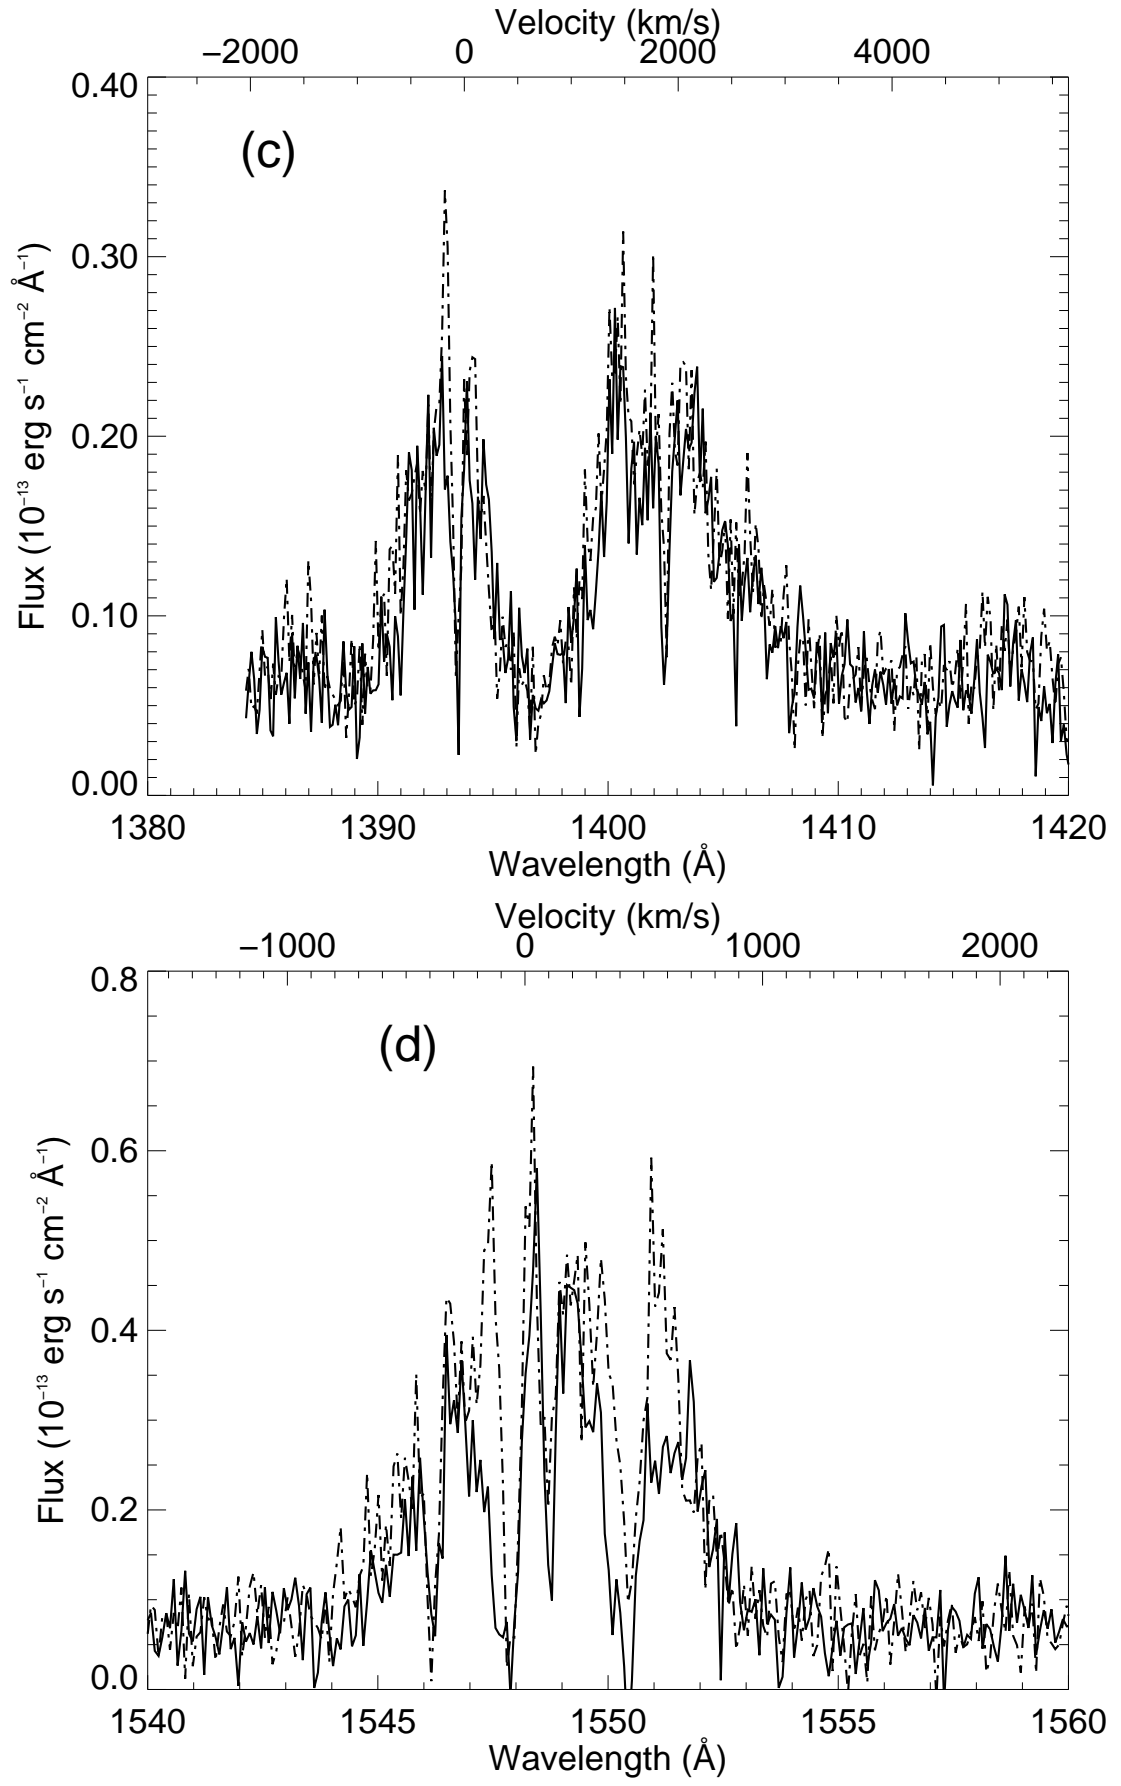 Velocity (km/s)
−2000 0 2000 4000
0.40
(c)
0.30
0.20
0.10
0.00
Flux (10⁻¹³ erg s⁻¹ cm⁻² Å⁻¹)
1380 1390 1400 1410 1420
Wavelength (Å)
Velocity (km/s)
−1000 0 1000 2000
0.8
(d)
0.6
0.4
0.2
0.0
Flux (10⁻¹³ erg s⁻¹ cm⁻² Å⁻¹)
1540 1545 1550 1555 1560
Wavelength (Å)